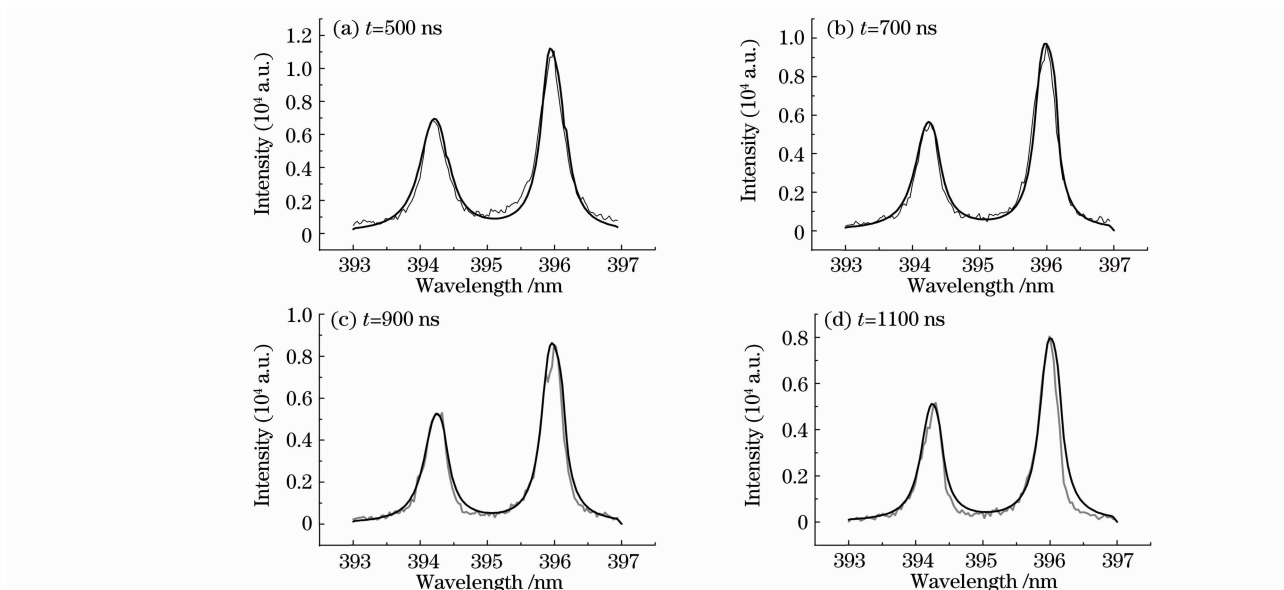 (a) t=500 ns
1.2
1.0
0.8
0.6
0.4
0.2
0
Intensity (10⁴ a.u.)
393 394 395 396 397
Wavelength /nm
(b) t=700 ns
1.0
0.8
0.6
0.4
0.2
0
Intensity (10⁴ a.u.)
393 394 395 396 397
Wavelength /nm
(c) t=900 ns
1.0
0.8
0.6
0.4
0.2
0
Intensity (10⁴ a.u.)
393 394 395 396 397
Wavelength /nm
(d) t=1100 ns
0.8
0.6
0.4
0.2
0
Intensity (10⁴ a.u.)
393 394 395 396 397
Wavelength /nm